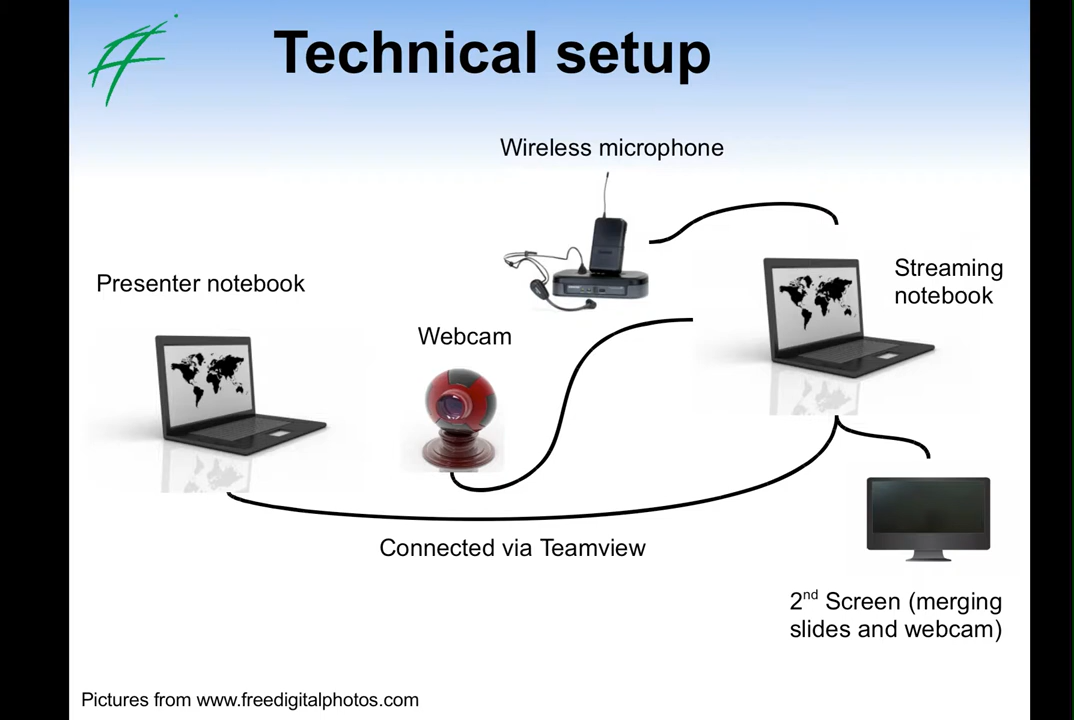 Technical setup
Wireless microphone
Presenter notebook
Streaming
notebook
Webcam
Connected via Teamview
2nd Screen (merging
slides and webcam)
Pictures from www.freedigitalphotos.com